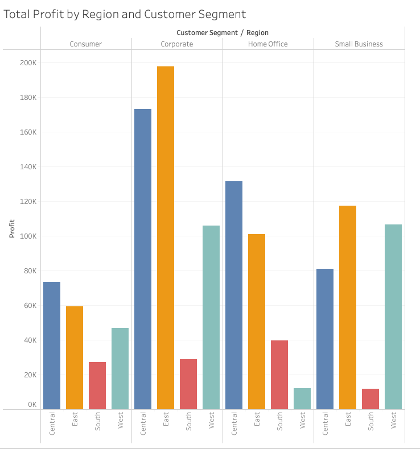 Total Profit by Region and Customer Segment
Customer Segment / Region
Consumer
Corporate
Home Office
Small Business
Profit
200K
180K
160K
140K
120K
100K
80K
60K
40K
20K
0K
Central
East
South
West
Central
East
South
West
Central
East
South
West
Central
East
South
West